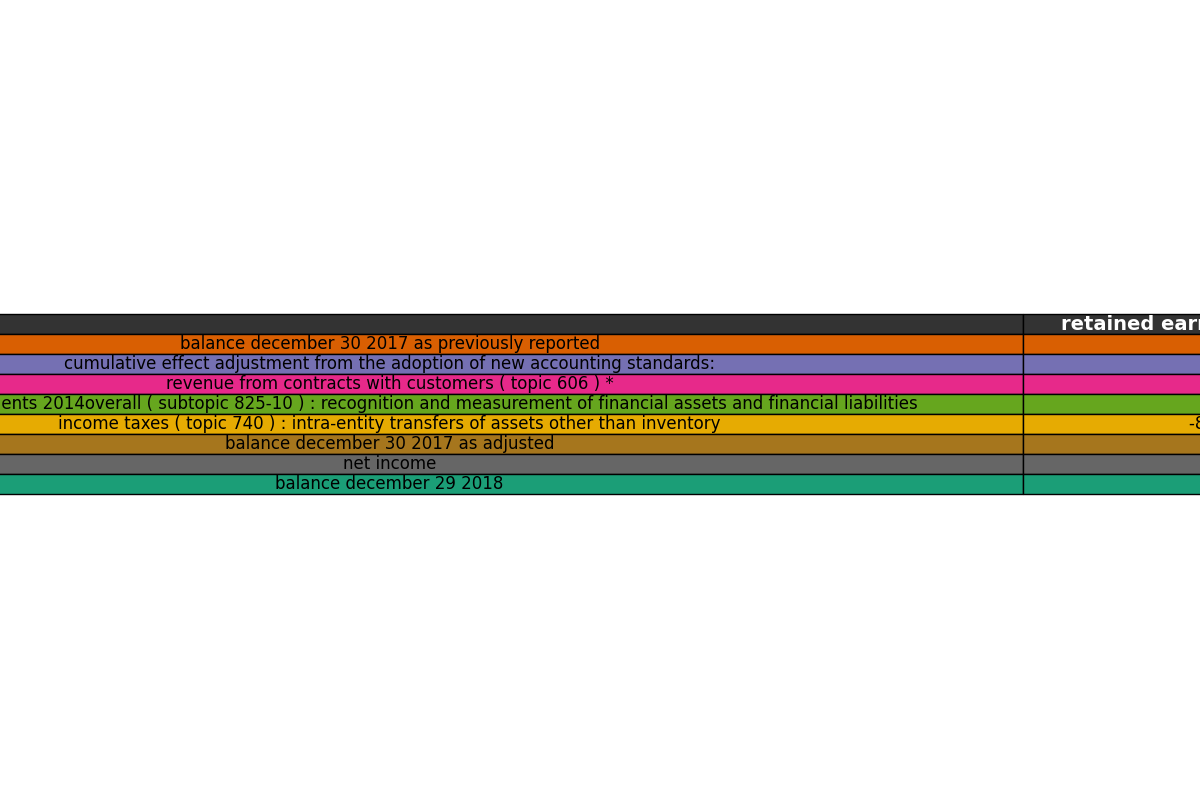 retained earn
balance december 30 2017 as previously reported
cumulative effect adjustment from the adoption of new accounting standards:
revenue from contracts with customers ( topic 606 ) *
ents 2014overall ( subtopic 825-10 ) : recognition and measurement of financial assets and financial liabilities
income taxes ( topic 740 ) : intra-entity transfers of assets other than inventory -8
balance december 30 2017 as adjusted
net income
balance december 29 2018